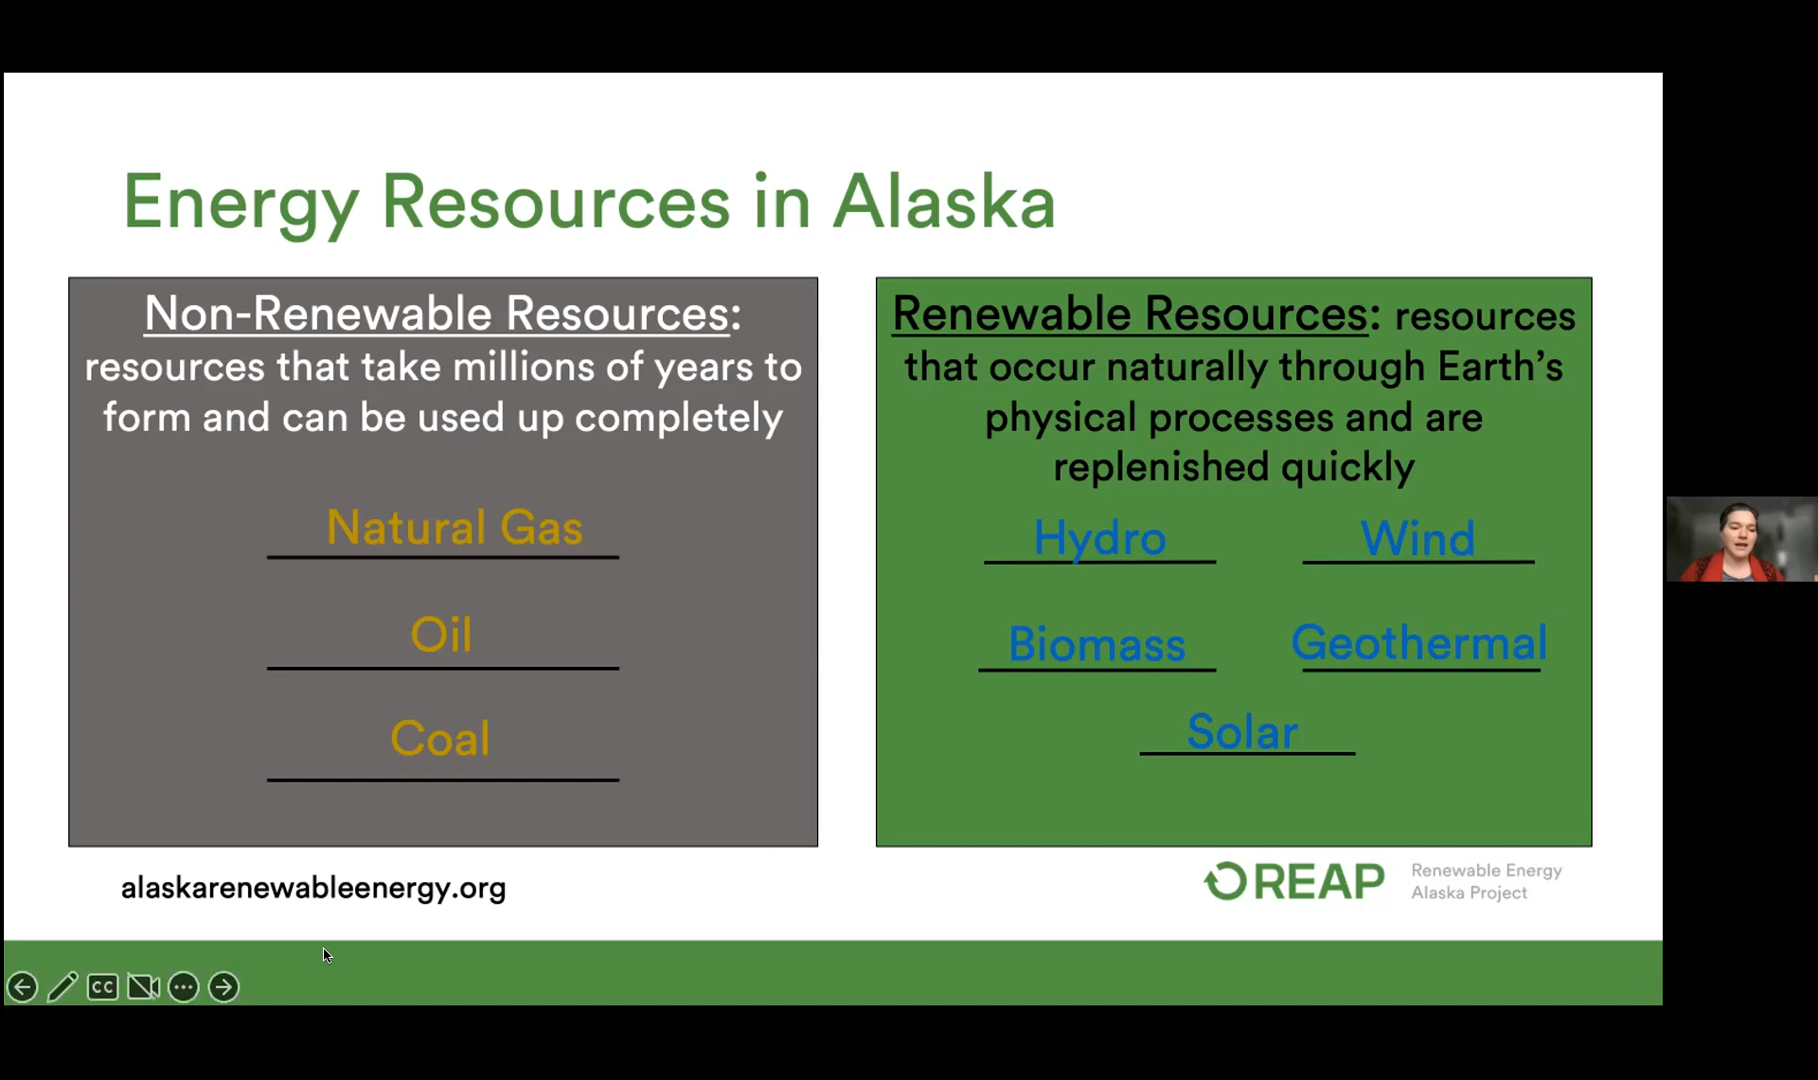 Energy Resources in Alaska
Non-Renewable Resources:
resources that take millions of years to
form and can be used up completely
Natural Gas
Oil
Coal
Renewable Resources: resources
that occur naturally through Earth's
physical processes and are
replenished quickly
Hydro
Wind
Biomass
Geothermal
Solar
alaskarenewableenergy.org
REAP
Renewable Energy
Alaska Project
CC